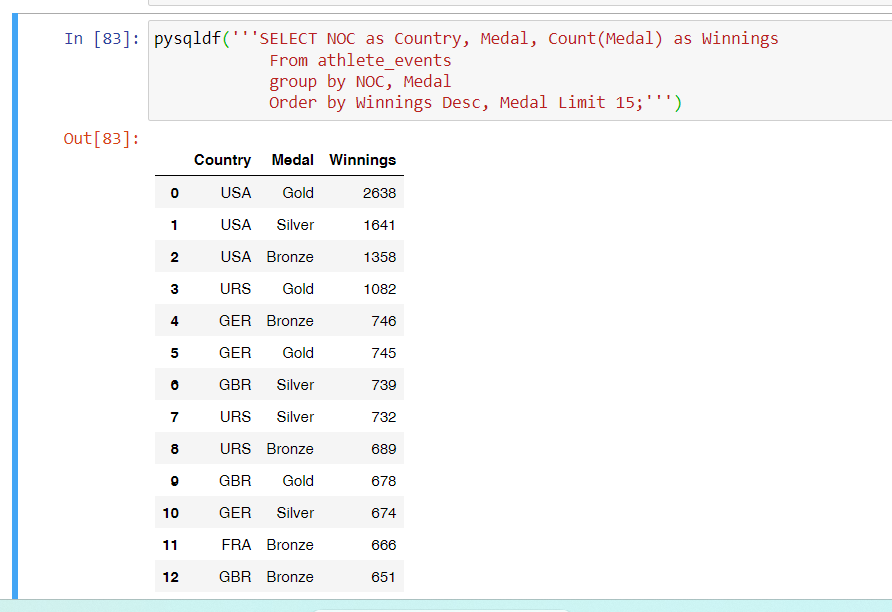 In [83]: pysqldf('''SELECT NOC as Country, Medal, Count(Medal) as Winnings
From athlete_events
group by NOC, Medal
Order by Winnings Desc, Medal Limit 15;''')
Out[83]:
Country Medal Winnings
0 USA Gold 2638
1 USA Silver 1641
2 USA Bronze 1358
3 URS Gold 1082
4 GER Bronze 746
5 GER Gold 745
6 GBR Silver 739
7 URS Silver 732
8 URS Bronze 689
9 GBR Gold 678
10 GER Silver 674
11 FRA Bronze 666
12 GBR Bronze 651